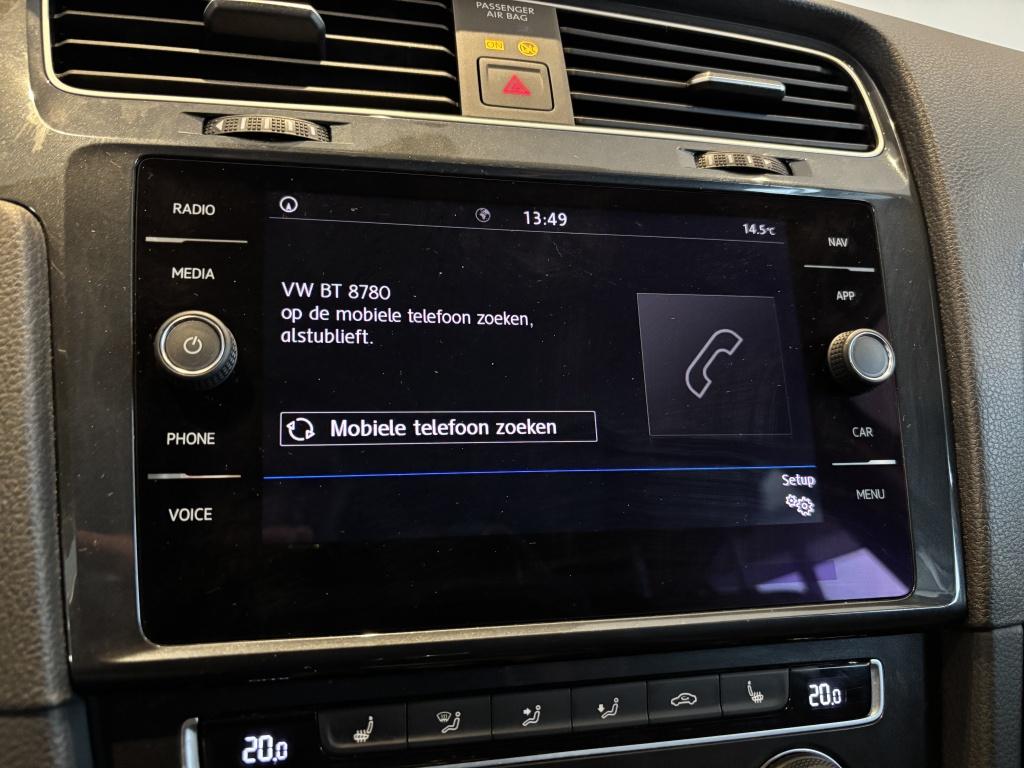 PASSENGER
AIR BAG
ON
RADIO
MEDIA
PHONE
VOICE
13:49
14.5°C
VW BT 8780
op de mobiele telefoon zoeken,
alstublieft.
Mobiele telefoon zoeken
Setup
NAV
APP
CAR
MENU
20.0
20.0